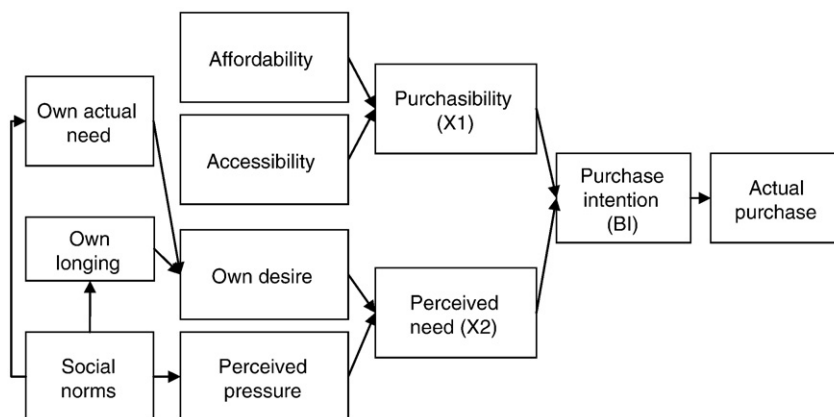 Affordability
Own actual
need
Purchasibility
(X1)
Accessibility
Purchase
intention
(BI)
Actual
purchase
Own
longing
Own desire
Perceived
need (X2)
Social
norms
Perceived
pressure